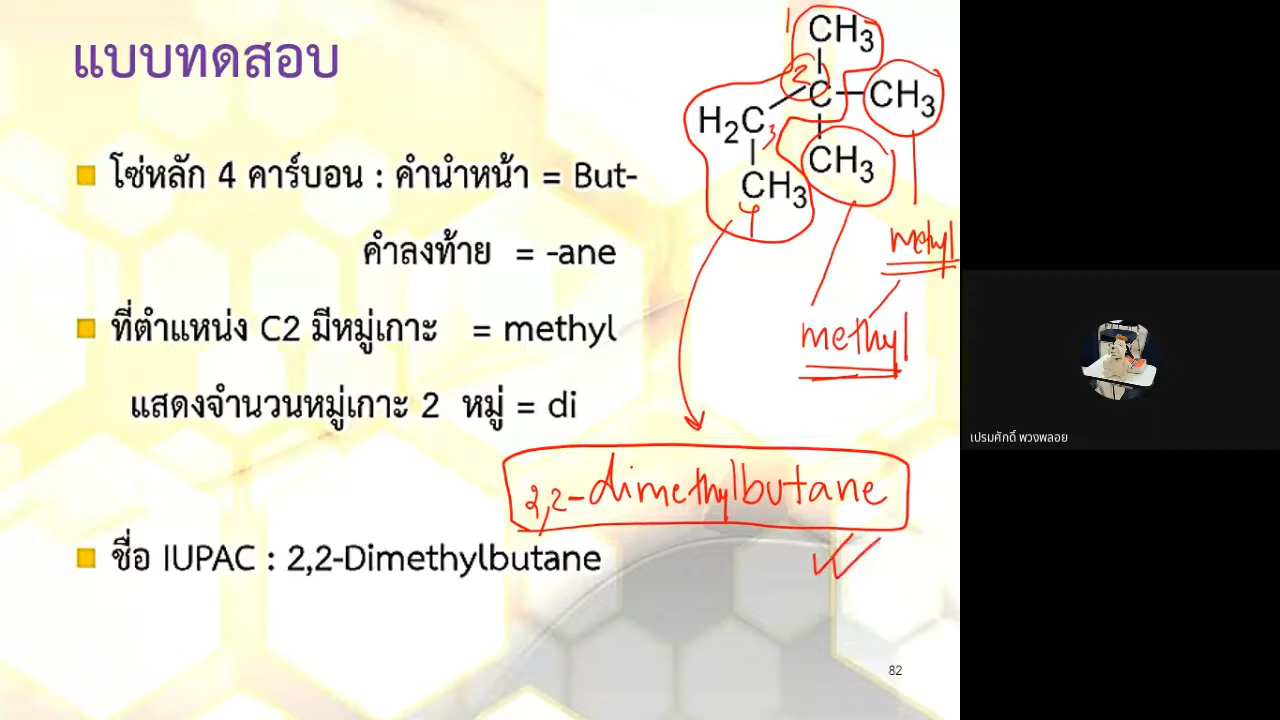 แบบทดสอบ
โซ่หลัก 4 คาร์บอน : คำนำหน้า = But-
คำลงท้าย = -ane
ที่ตำแหน่ง C2 มีหมู่เกาะ = methyl
แสดงจำนวนหมู่เกาะ 2 หมู่ = di
ชื่อ IUPAC : 2,2-Dimethylbutane
1 CH3
2 C CH3
H2C 3 CH3
CH3
4
methyl
methyl
2,2-dimethylbutane
82
เปรมศักดิ์ พวงพลอย